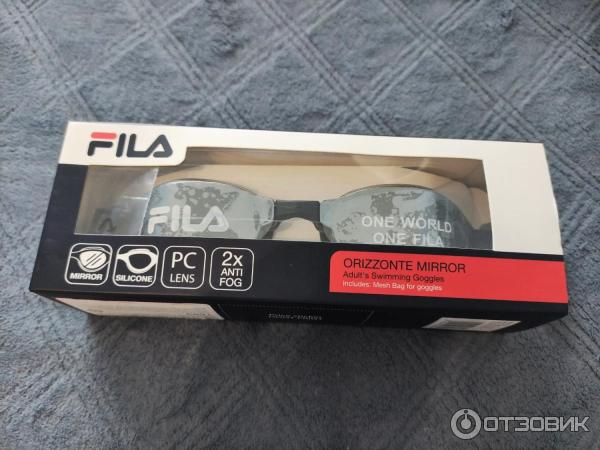 FILA
FILA
ONE WORLD
ONE FILA
MIRROR
SILICONE
PC
LENS
2x
ANTI
FOG
ORIZZONTE MIRROR
Adult's Swimming Goggles
Includes: Mesh Bag for goggles
ОТЗОВИК